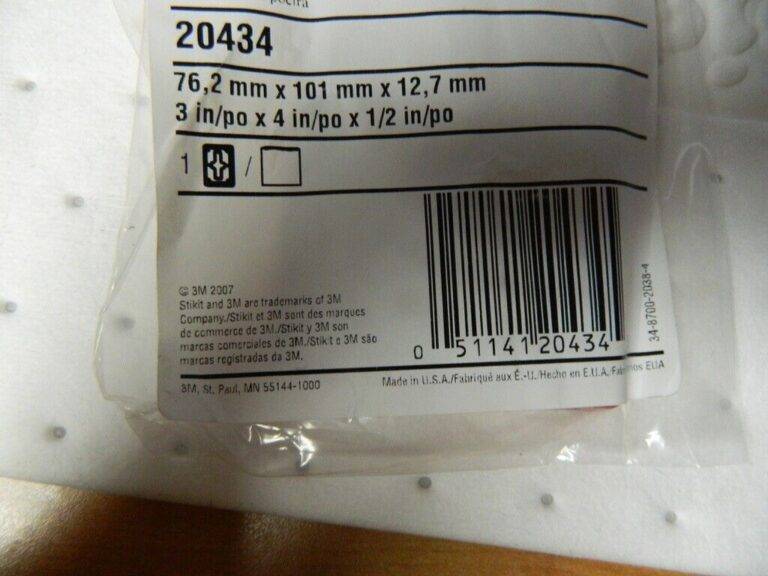 20434
76,2 mm x 101 mm x 12,7 mm
3 in/po x 4 in/po x 1/2 in/po
1 /
© 3M 2007
Stikit and 3M are trademarks of 3M
Company./Stikit et 3M sont des marques
de commerce de 3M./Stikit y 3M son
marcas comerciales de 3M./Stikit e 3M são
marcas registradas da 3M.
3M, St. Paul, MN 55144-1000
0 51141 20434
34-8700-2038-4
Made in U.S.A./Fabriqué aux É.-U./Hecho en E.U.A. EUA